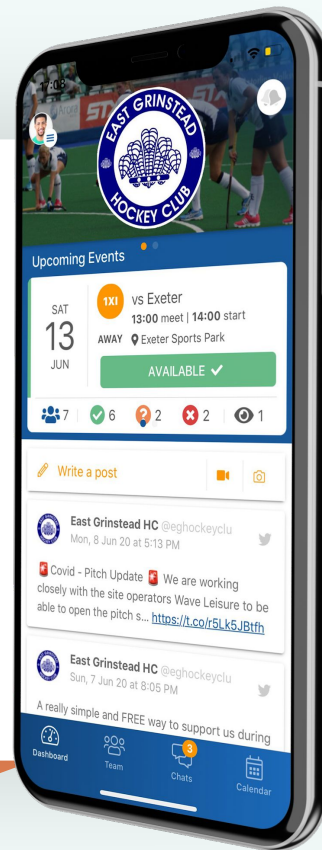 17:08
EAST GRINSTEAD
HOCKEY CLUB
Upcoming Events
SAT
13
JUN
1XI
vs Exeter
13:00 meet | 14:00 start
AWAY Exeter Sports Park
AVAILABLE
7 6 2 2 1
Write a post
East Grinstead HC @eghockeyclu
Mon, 8 Jun 20 at 5:13 PM
Covid - Pitch Update We are working
closely with the site operators Wave Leisure to be
able to open the pitch s... https://t.co/r5Lk5JBtfh
East Grinstead HC @eghockeyclu
Sun, 7 Jun 20 at 8:05 PM
A really simple and FREE way to support us during
3
Dashboard Team Chats Calendar